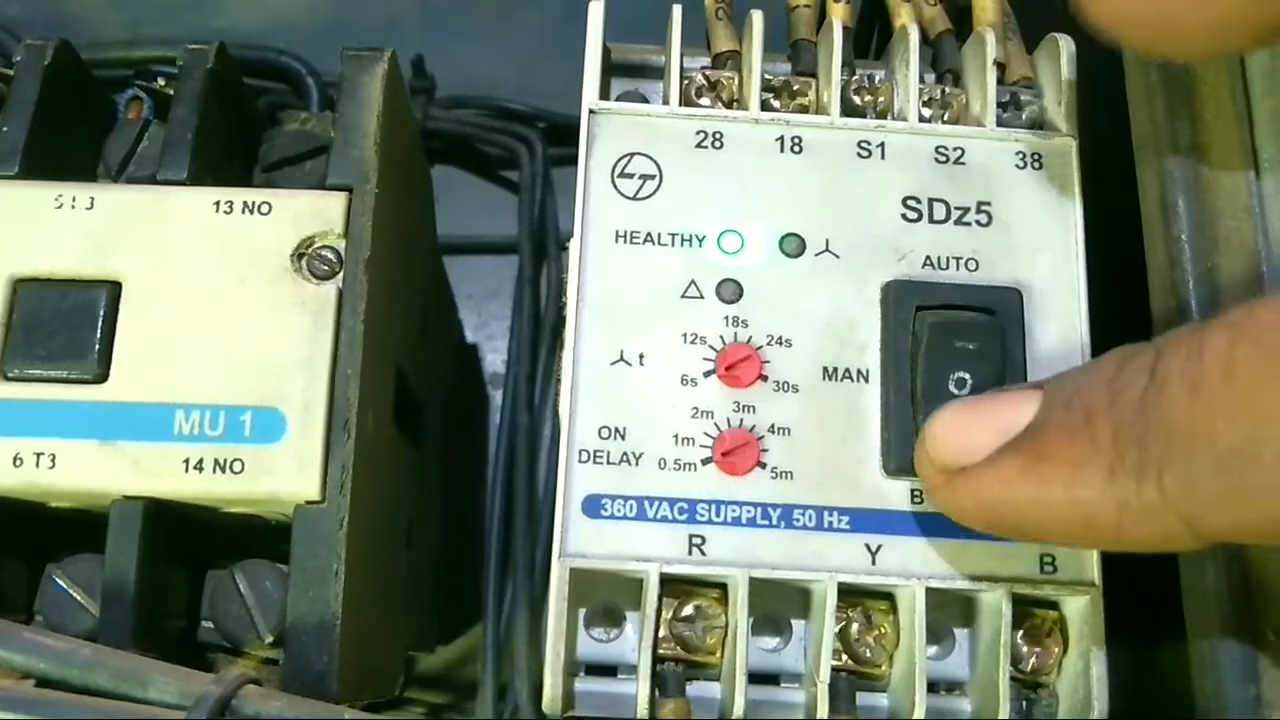 13 NO
MU 1
6 T3
14 NO
28 18 S1 S2 38
LT
SDz5
HEALTHY
AUTO
MAN
t
6s 12s 18s 24s 30s
ON
DELAY
0.5m 1m 2m 3m 4m 5m
360 VAC SUPPLY, 50 Hz
R Y B